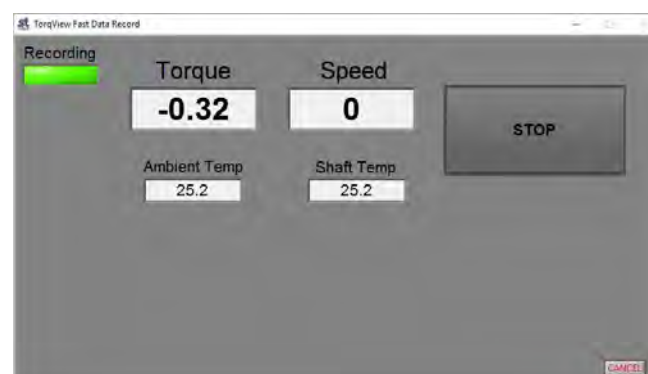 TorqView Fast Data Record
Recording
Torque Speed
-0.32 0
STOP
Ambient Temp Shaft Temp
25.2 25.2
CANCEL